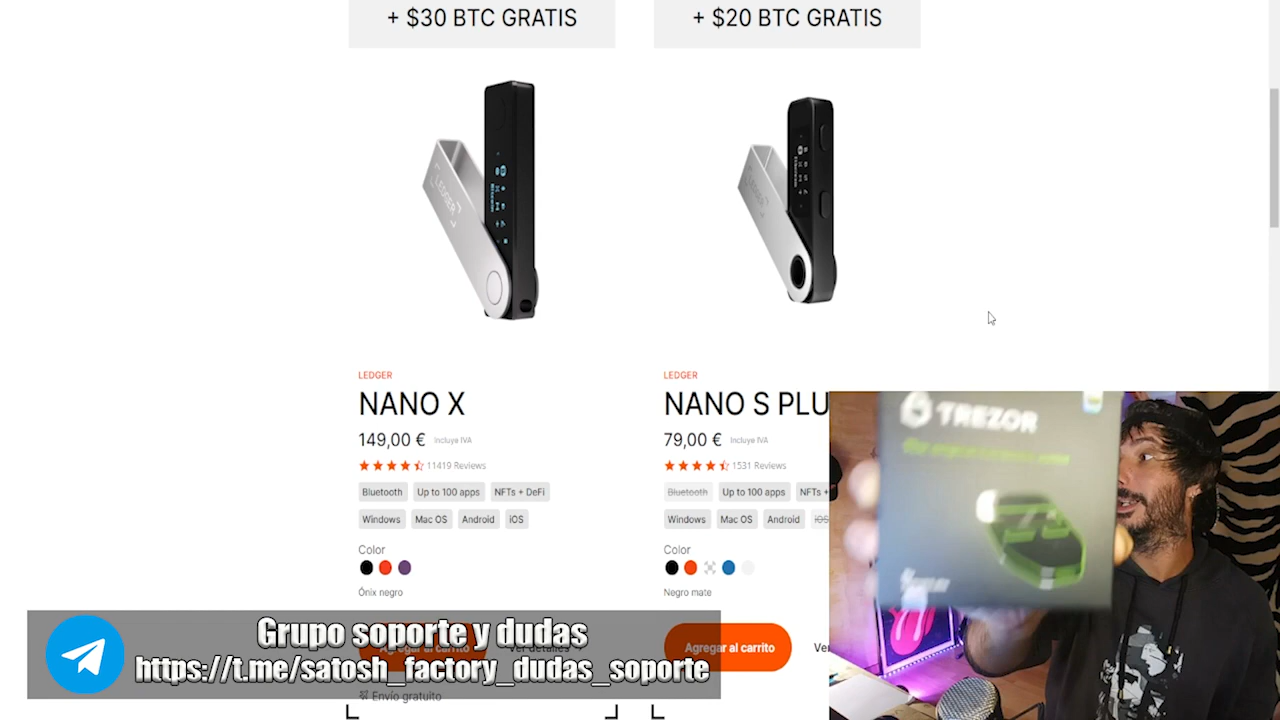 + $30 BTC GRATIS
+ $20 BTC GRATIS
LEDGER
LEDGER
NANO X
149,00 € Incluye IVA
11419 Reviews
Bluetooth Up to 100 apps NFTs + DeFi
Windows Mac OS Android iOS
Color
Ónix negro
Agregar al carrito Ver detalles
Envío gratuito
LEDGER
NANO S PLU
79,00 € Incluye IVA
1531 Reviews
Bluetooth Up to 100 apps NFTs +
Windows Mac OS Android iOS
Color
Negro mate
Agregar al carrito Ver
TREZOR
Grupo soporte y dudas
https://t.me/satosh_factory_dudas_soporte